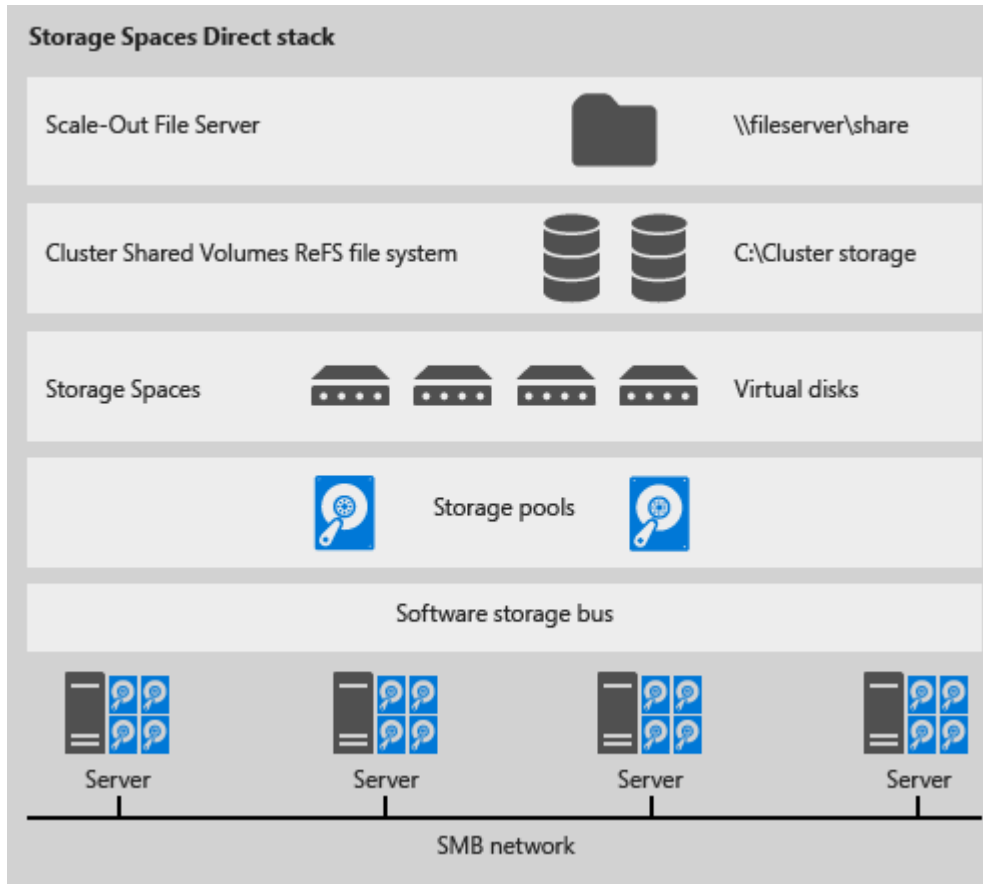 Storage Spaces Direct stack
Scale-Out File Server
\\fileserver\share
Cluster Shared Volumes ReFS file system
C:\Cluster storage
Storage Spaces
Virtual disks
Storage pools
Software storage bus
Server
Server
Server
Server
SMB network